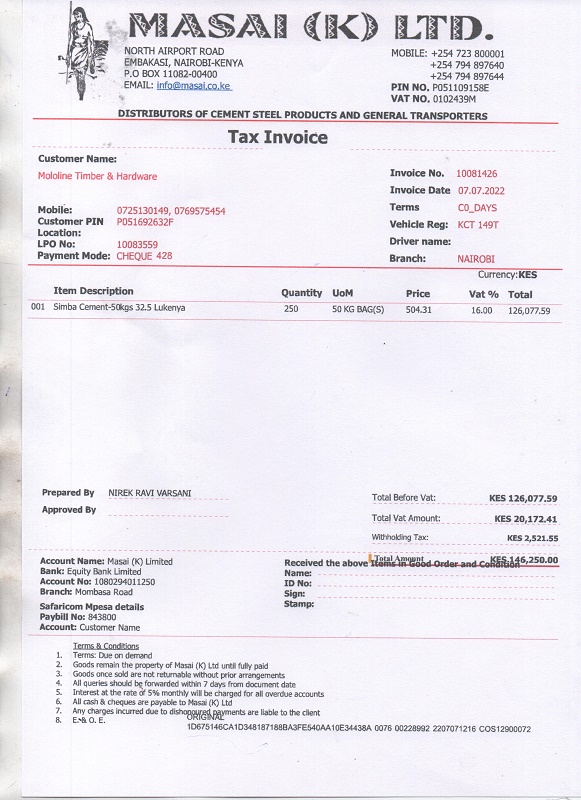 MASAI (K) LTD.
NORTH AIRPORT ROAD
EMBAKASI, NAIROBI-KENYA
P.O BOX 11082-00400
EMAIL: info@masai.co.ke
MOBILE: +254 723 800001
+254 794 897640
+254 794 897644
PIN NO. P051109158E
VAT NO. 0102439M
DISTRIBUTORS OF CEMENT STEEL PRODUCTS AND GENERAL TRANSPORTERS
Tax Invoice
Customer Name:
Mololine Timber & Hardware
Mobile: 0725130149, 0769575454
Customer PIN P051692632F
Location:
LPO No: 10083559
Payment Mode: CHEQUE 428
Invoice No. 10081426
Invoice Date 07.07.2022
Terms C0_DAYS
Vehicle Reg: KCT 149T
Driver name:
Branch: NAIROBI
Currency:KES
Item Description Quantity UoM Price Vat % Total
001 Simba Cement-50kgs 32.5 Lukenya 250 50 KG BAG(S) 504.31 16.00 126,077.59
Prepared By NIREK RAVI VARSANI
Approved By
Total Before Vat: KES 126,077.59
Total Vat Amount: KES 20,172.41
Withholding Tax: KES 2,521.55
Total Amount KES 146,250.00
Account Name: Masai (K) Limited
Bank: Equity Bank Limited
Account No: 1080294011250
Branch: Mombasa Road
Safaricom Mpesa details
Paybill No: 843800
Account: Customer Name
Received the above Items in Good Order and Condition
Name:
ID No:
Sign:
Stamp:
Terms & Conditions
1. Terms: Due on demand
2. Goods remain the property of Masai (K) Ltd until fully paid
3. Goods once sold are not returnable without prior arrangements
4. All queries should be forwarded within 7 days from document date
5. Interest at the rate of 5% monthly will be charged for all overdue accounts
6. All cash & cheques are payable to Masai (K) Ltd
7. Any charges incurred due to dishonoured payments are liable to the client
8. E. & O. E.
ORIGINAL
1D675146CA1D348187188BA3FE540AA10E34438A 0076 00228992 2207071216 COS12900072